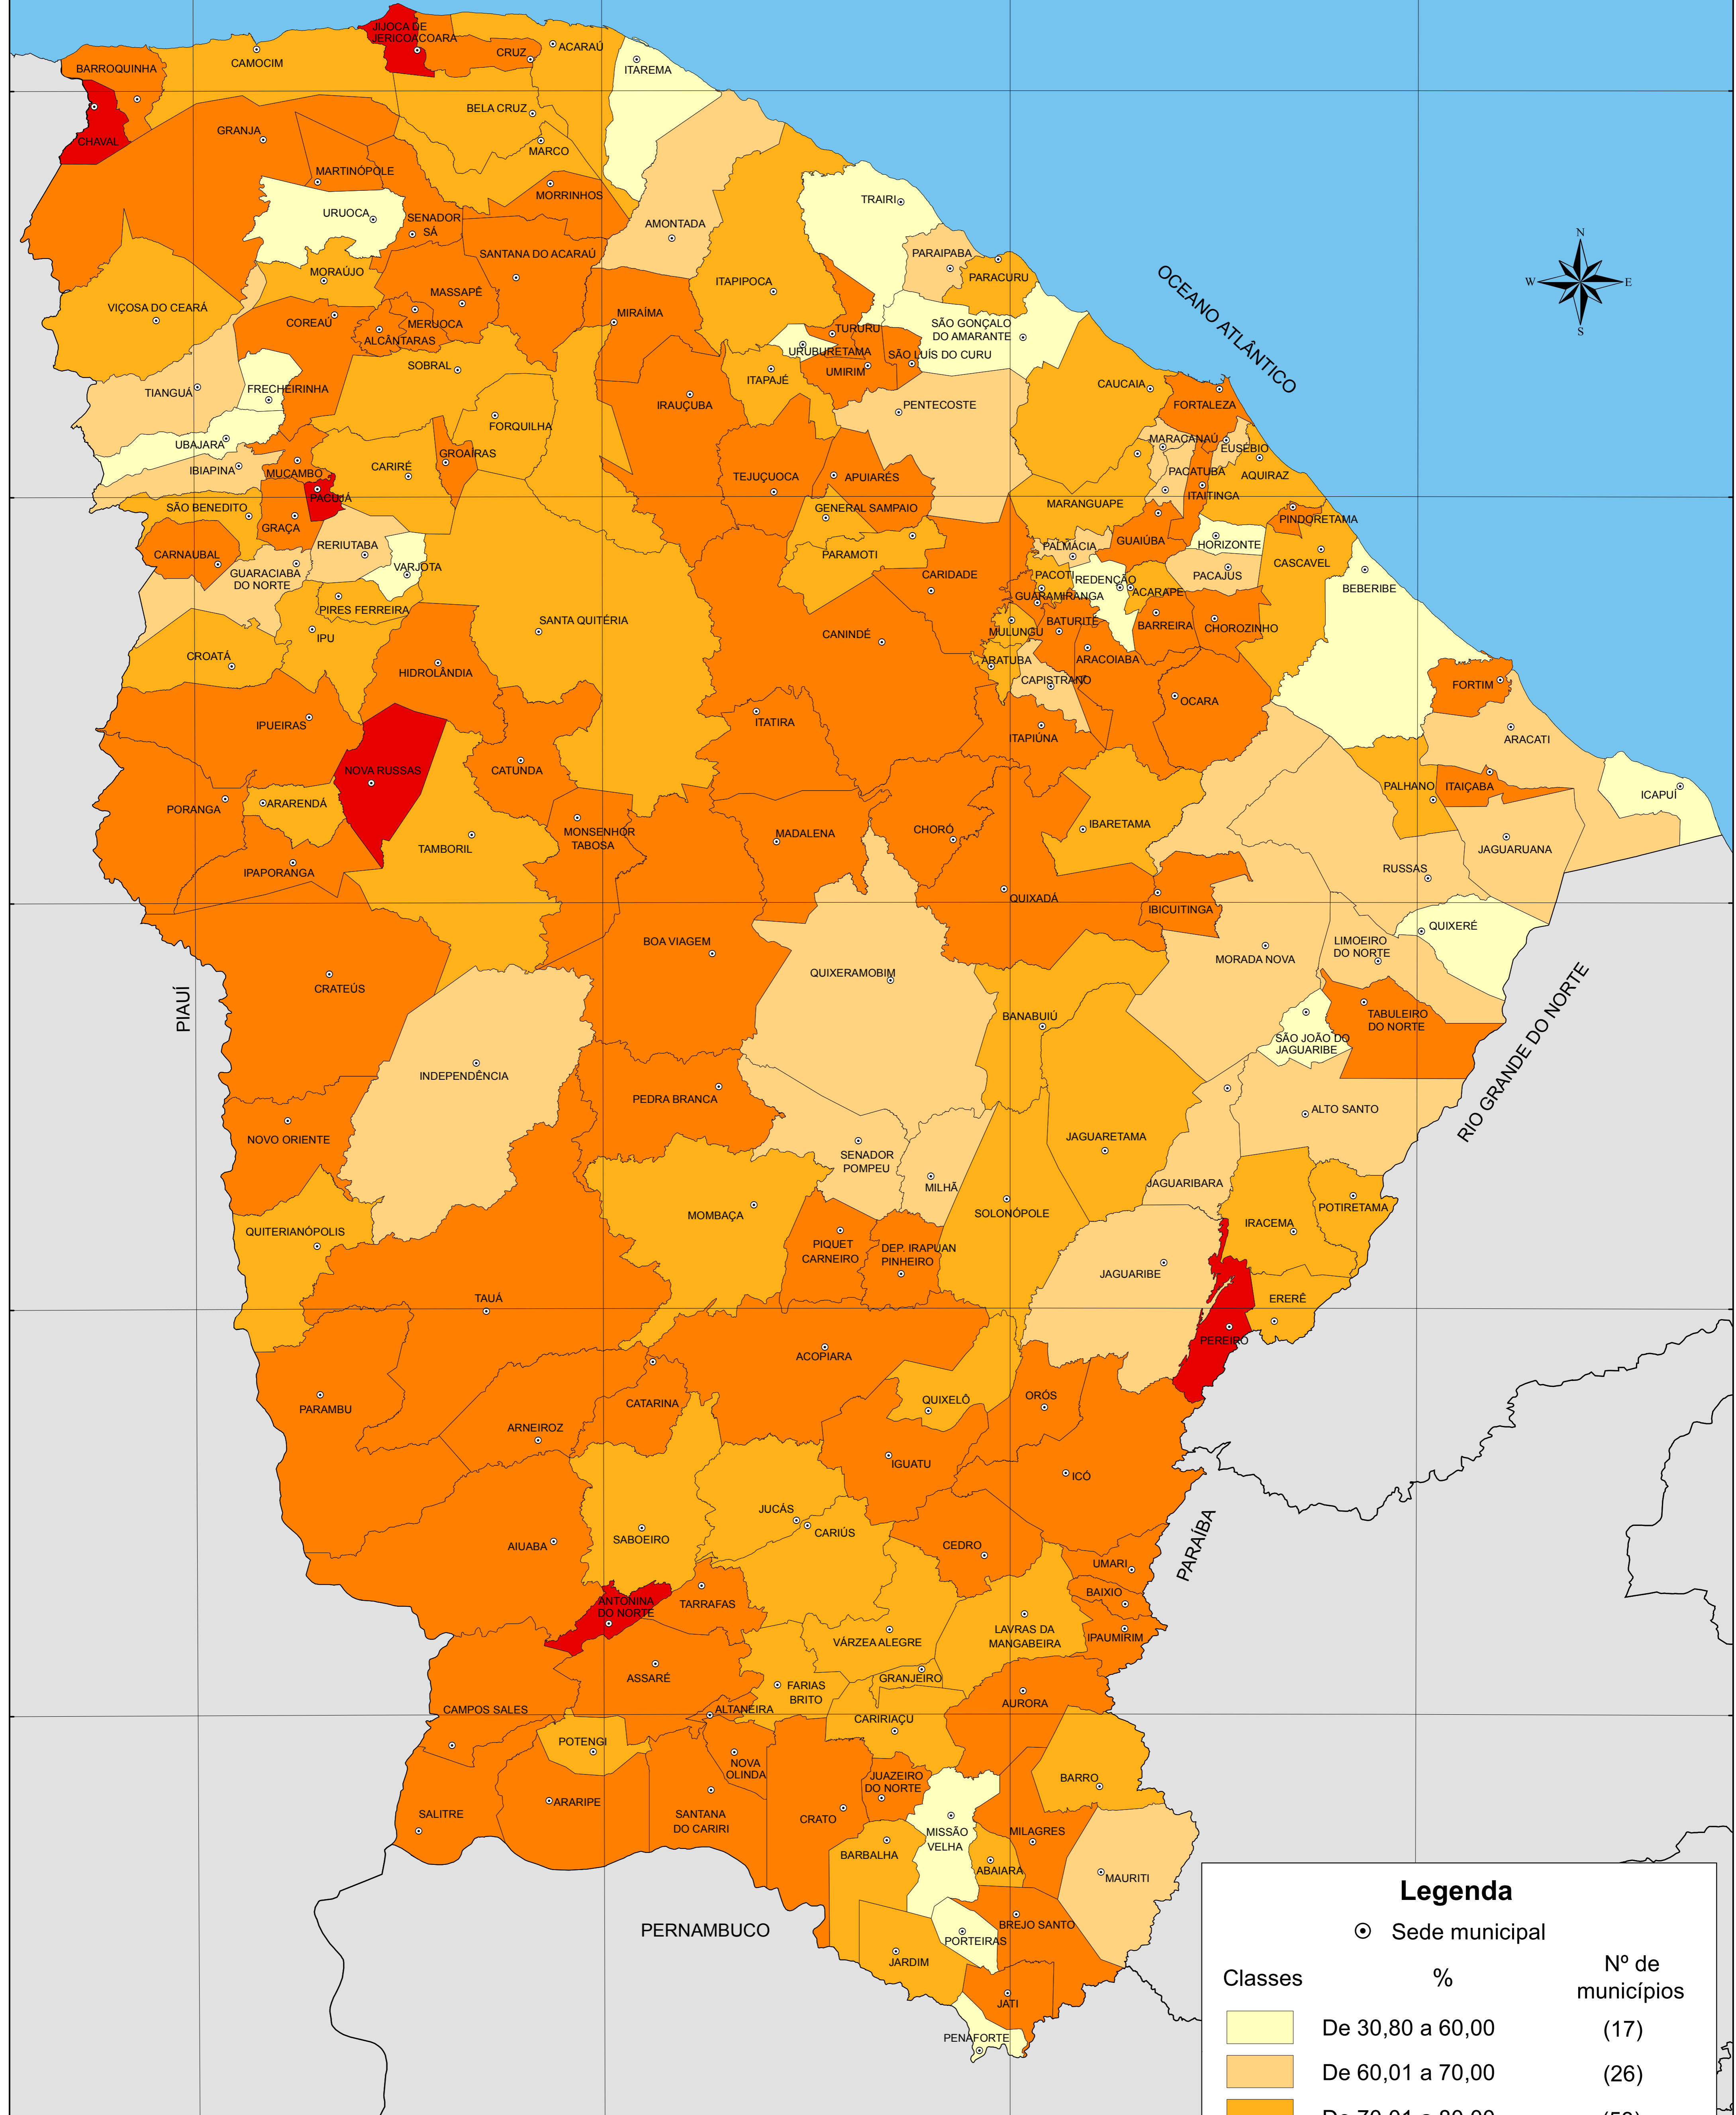 JIJOCA DE
JERICOACOARA
CRUZ
ACARAÚ
ITAREMA
BARROQUINHA
CAMOCIM
BELA CRUZ
CHAVAL
GRANJA
MARCO
MARTINÓPOLE
MORRINHOS
TRAIRI
URUOCA
SENADOR
SÁ
AMONTADA
SANTANA DO ACARAÚ
PARAIPABA
PARACURU
N
W
E
S
OCEANO ATLÂNTICO
MORAÚJO
ITAPIPOCA
MASSAPÊ
VIÇOSA DO CEARÁ
MIRAÍMA
COREAÚ
MERUOCA
ALCÂNTARAS
TURURU
SÃO GONÇALO
DO AMARANTE
URUBURETAMA
SÃO LUÍS DO CURU
UMIRIM
SOBRAL
ITAPAJÉ
CAUCAIA
TIANGUÁ
FRECHEIRINHA
IRAUÇUBA
PENTECOSTE
FORTALEZA
FORQUILHA
UBAJARA
MARACANAÚ
EUSÉBIO
GROAÍRAS
IBIAPINA
MUCAMBO
CARIRÉ
TEJUÇUOCA
APUIARÉS
PACATUBA
AQUIRAZ
PACUJÁ
ITAITINGA
SÃO BENEDITO
GENERAL SAMPAIO
MARANGUAPE
PINDORETAMA
GRAÇA
RERIUTABA
CARNAUBAL
PARAMOTI
PALMÁCIA
GUAIÚBA
HORIZONTE
VARJOTA
GUARACIABA
DO NORTE
CARIDADE
PACOTI
REDENÇÃO
PACAJUS
CASCAVEL
BEBERIBE
ACARAPE
GUARAMIRANGA
PIRES FERREIRA
IPU
SANTA QUITÉRIA
CANINDÉ
MULUNGU
BATURITÉ
BARREIRA
CHOROZINHO
CROATÁ
HIDROLÂNDIA
ARATUBA
ARACOIABA
CAPISTRANO
FORTIM
OCARA
IPUEIRAS
ITATIRA
ITAPIÚNA
ARACATI
NOVA RUSSAS
CATUNDA
PORANGA
ARARENDÁ
PALHANO
ITAIÇABA
ICAPUÍ
MONSENHOR
TABOSA
MADALENA
CHORÓ
IBARETAMA
TAMBORIL
JAGUARUANA
IPAPORANGA
RUSSAS
QUIXADÁ
IBICUITINGA
BOA VIAGEM
QUIXERÉ
LIMOEIRO
DO NORTE
MORADA NOVA
QUIXERAMOBIM
CRATEÚS
PIAUÍ
BANABUIÚ
TABULEIRO
DO NORTE
SÃO JOÃO DO
JAGUARIBE
RIO GRANDE DO NORTE
INDEPENDÊNCIA
PEDRA BRANCA
ALTO SANTO
NOVO ORIENTE
JAGUARETAMA
SENADOR
POMPEU
MILHÃ
JAGUARIBARA
POTIRETAMA
MOMBAÇA
SOLONÓPOLE
IRACEMA
QUITERIANÓPOLIS
PIQUET
CARNEIRO
DEP. IRAPUAN
PINHEIRO
JAGUARIBE
TAUÁ
ERERÊ
PEREIRO
ACOPIARA
PARAMBU
CATARINA
QUIXELÔ
ORÓS
ARNEIROZ
IGUATU
ICÓ
JUCÁS
CARIÚS
SABOEIRO
AIUABA
CEDRO
PARAÍBA
UMARI
BAIXIO
ANTONINA
DO NORTE
TARRAFAS
LAVRAS DA
MANGABEIRA
VÁRZEA ALEGRE
IPAUMIRIM
ASSARÉ
GRANJEIRO
FARIAS
BRITO
AURORA
CAMPOS SALES
ALTANEIRA
CARIRIAÇU
POTENGI
NOVA
OLINDA
JUAZEIRO
DO NORTE
BARRO
ARARIPE
SALITRE
SANTANA
DO CARIRI
CRATO
MISSÃO
VELHA
MILAGRES
BARBALHA
ABAIARA
MAURITI
PERNAMBUCO
BREJO SANTO
PORTEIRAS
JARDIM
JATI
PENAFORTE
Legenda
Sede municipal
Classes
%
Nº de
municípios
De 30,80 a 60,00
(17)
De 60,01 a 70,00
(26)